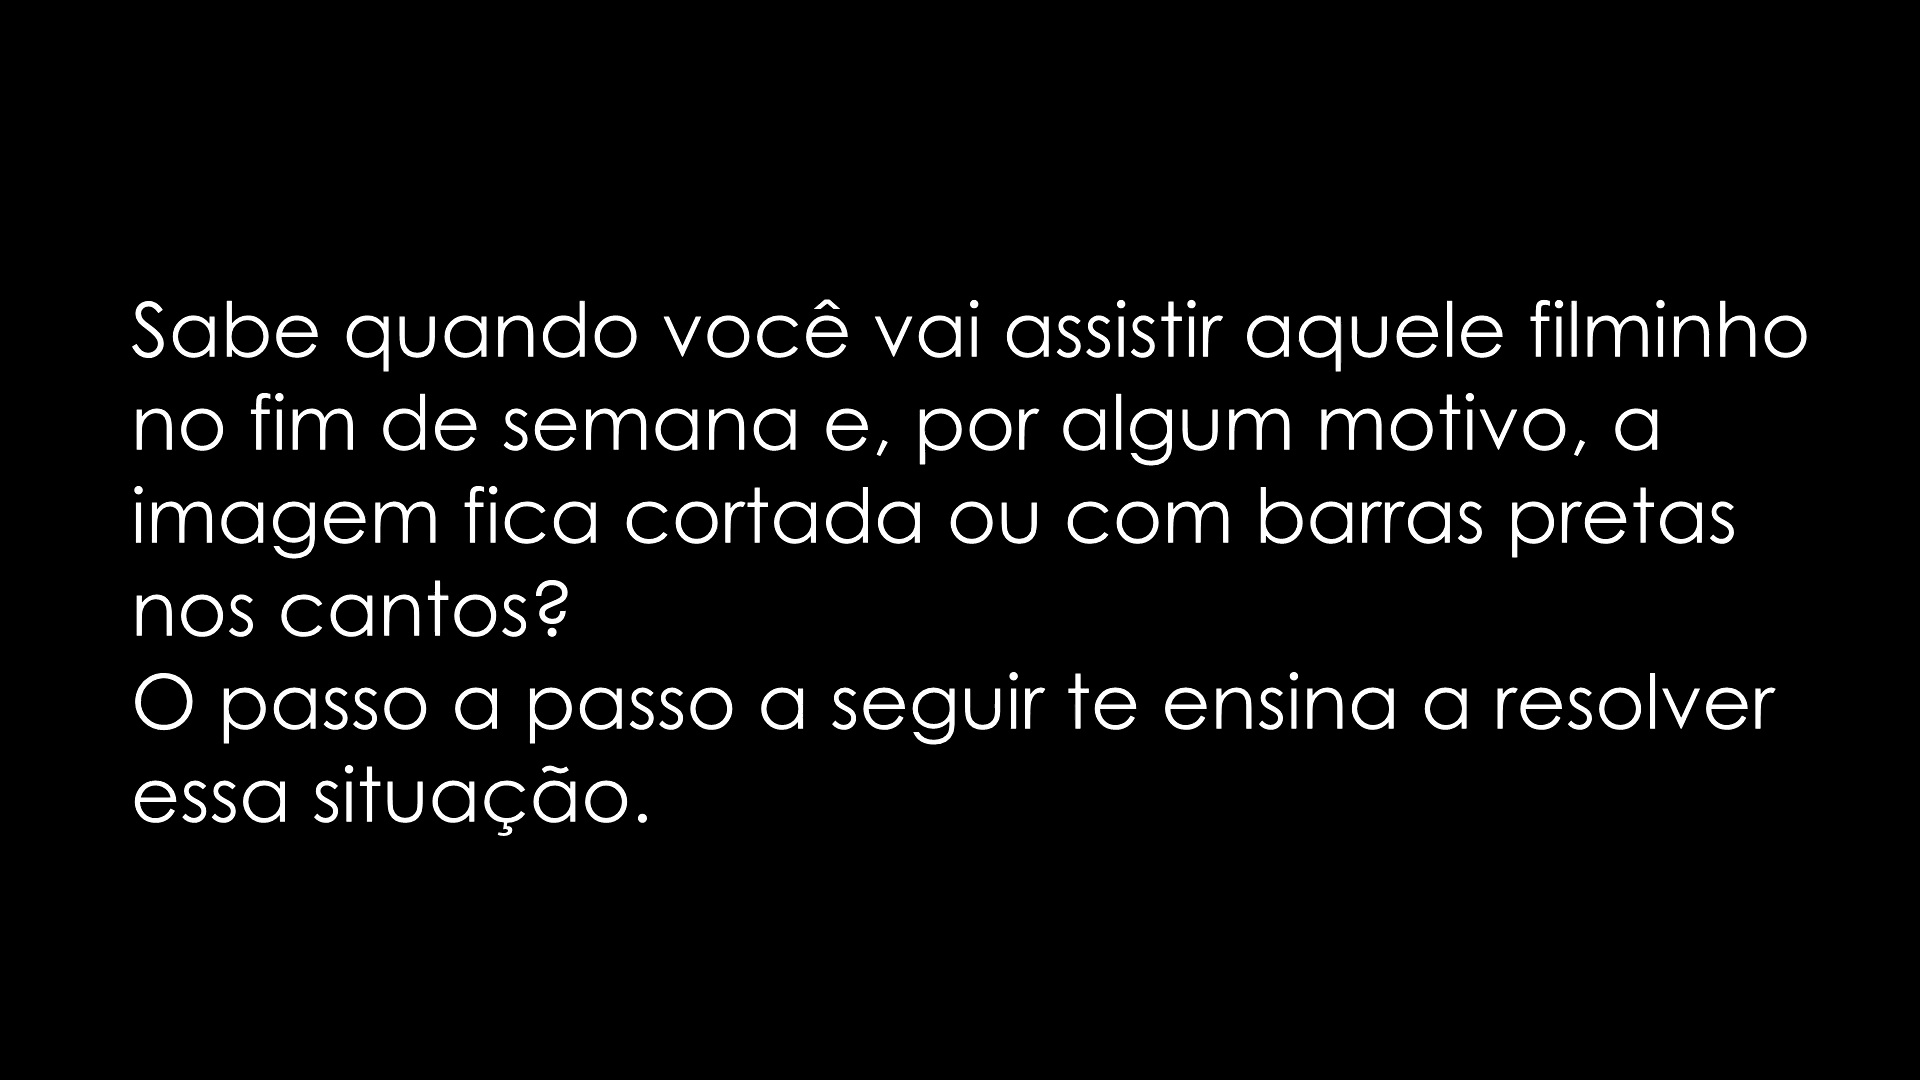 Sabe quando você vai assistir aquele filminho
no fim de semana e, por algum motivo, a
imagem fica cortada ou com barras pretas
nos cantos?
O passo a passo a seguir te ensina a resolver
essa situação.